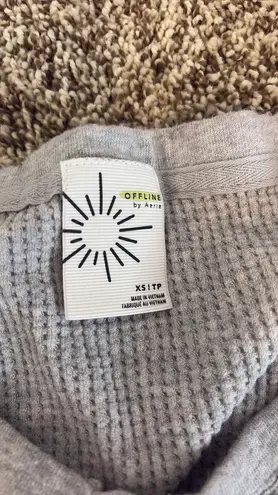 OFFLINE
by Aerie
XS | TP
MADE IN VIETNAM
FABRIQUÉ AU VIETNAM